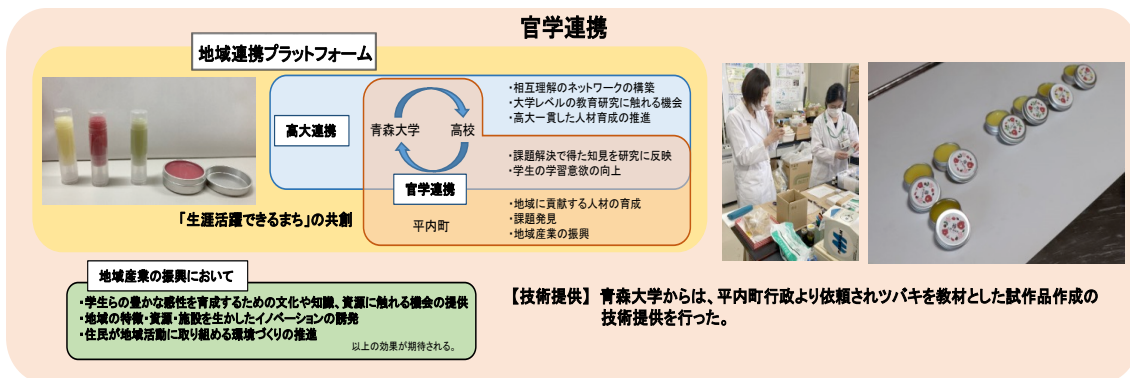 官学連携
地域連携プラットフォーム
高大連携
青森大学
高校
・相互理解のネットワークの構築
・大学レベルの教育研究に触れる機会
・高大一貫した人材育成の推進
・課題解決で得た知見を研究に反映
・学生の学習意欲の向上
官学連携
平内町
・地域に貢献する人材の育成
・課題発見
・地域産業の振興
「生涯活躍できるまち」の共創
地域産業の振興において
・学生らの豊かな感性を育成するための文化や知識、資源に触れる機会の提供
・地域の特徴・資源・施設を生かしたイノベーションの誘発
・住民が地域活動に取り組める環境づくりの推進
以上の効果が期待される。
【技術提供】 青森大学からは、平内町行政より依頼されツバキを教材とした試作品作成の
技術提供を行った。